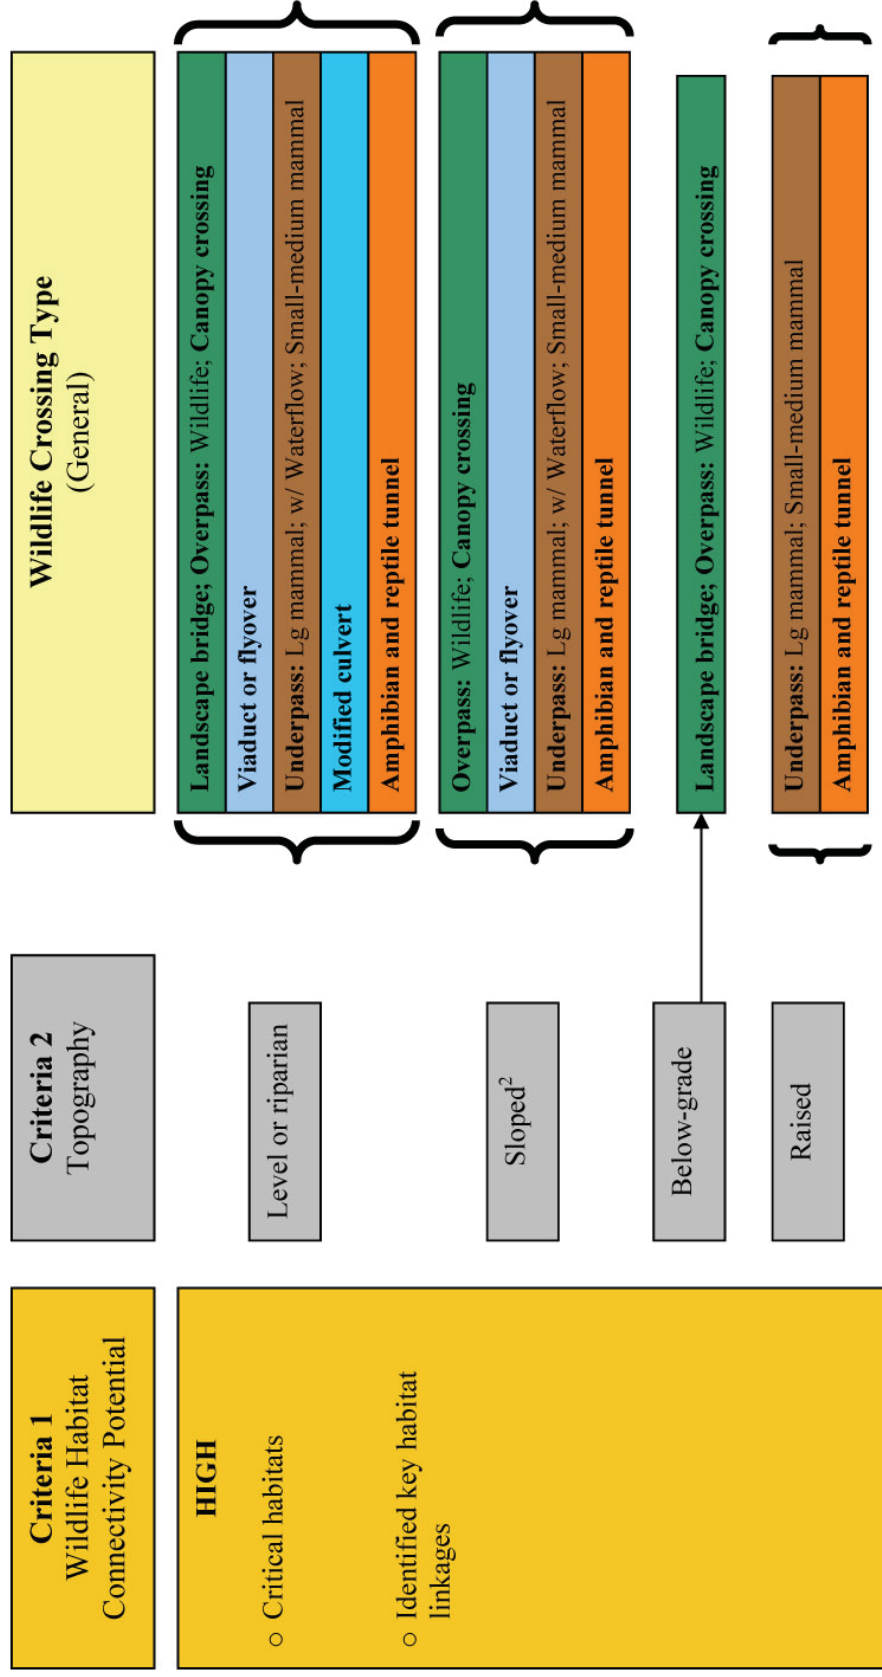 Criteria 1
Wildlife Habitat
Connectivity Potential
Criteria 2
Topography
Wildlife Crossing Type
(General)
HIGH
○ Critical habitats
○ Identified key habitat
linkages
Level or riparian
Landscape bridge; Overpass: Wildlife; Canopy crossing
Viaduct or flyover
Underpass: Lg mammal; w/ Waterflow; Small-medium mammal
Modified culvert
Amphibian and reptile tunnel
Sloped²
Overpass: Wildlife; Canopy crossing
Viaduct or flyover
Underpass: Lg mammal; w/ Waterflow; Small-medium mammal
Amphibian and reptile tunnel
Below-grade
Landscape bridge; Overpass: Wildlife; Canopy crossing
Raised
Underpass: Lg mammal; Small-medium mammal
Amphibian and reptile tunnel